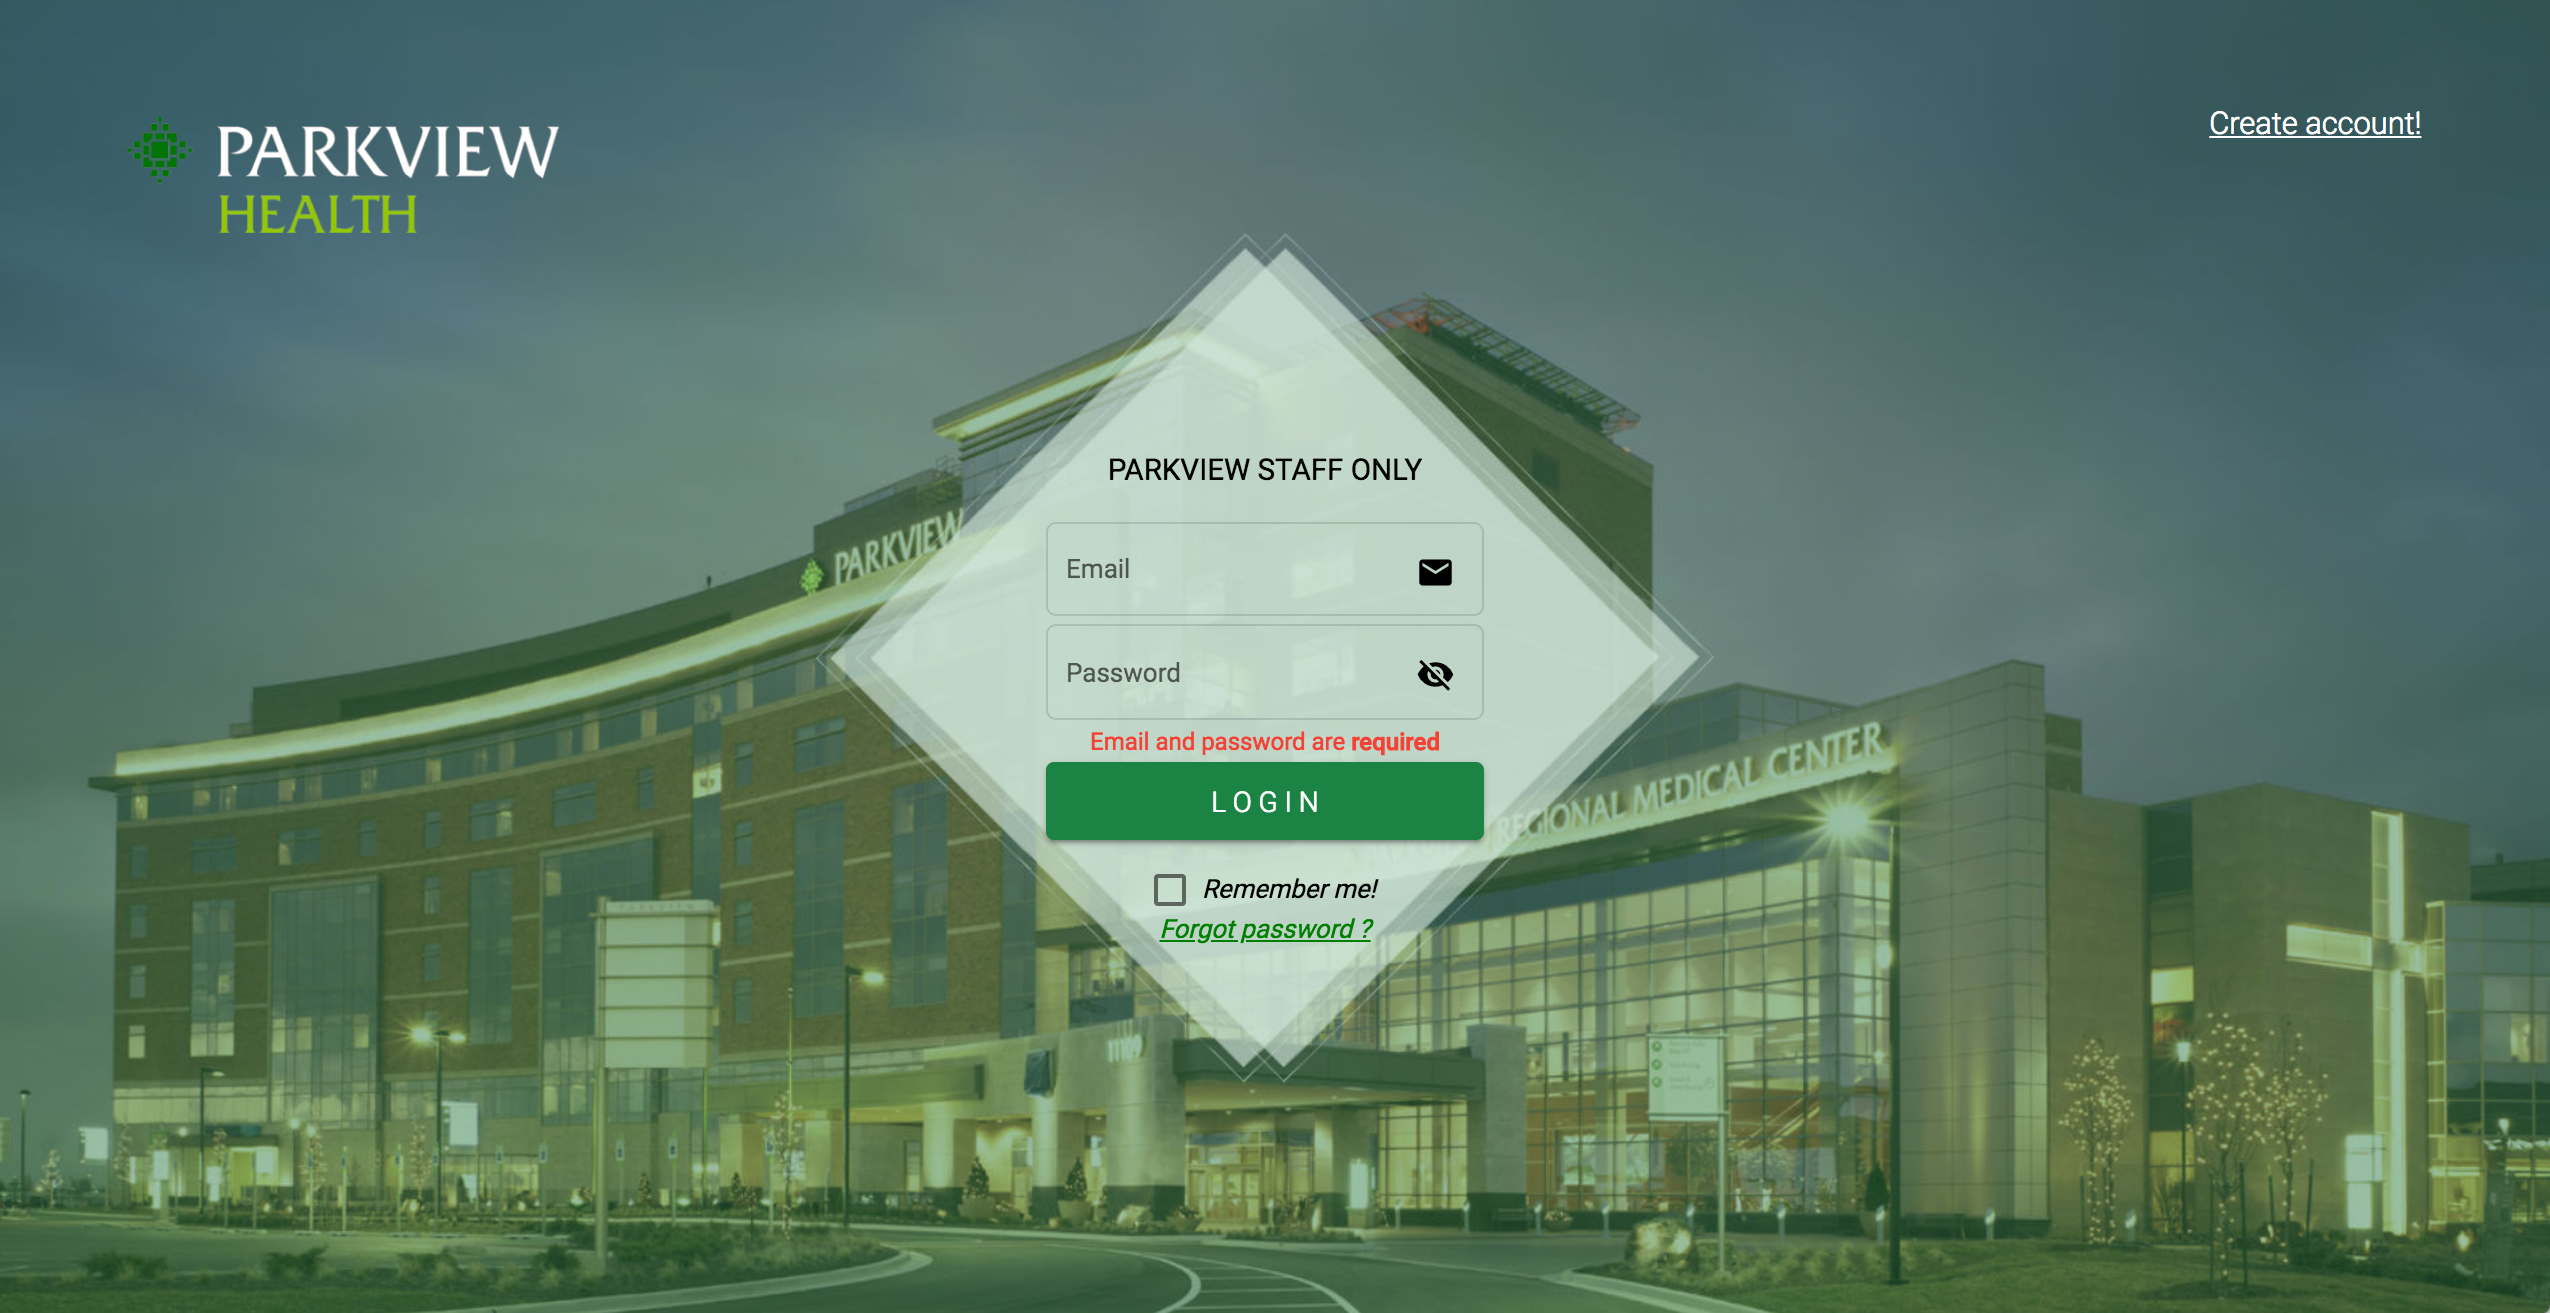 PARKVIEW
HEALTH
Create account!
PARKVIEW STAFF ONLY
PARKVIEW
Email
Password
Email and password are required
REGIONAL MEDICAL CENTER
LOGIN
Remember me!
Forgot password ?
PARKVIEW